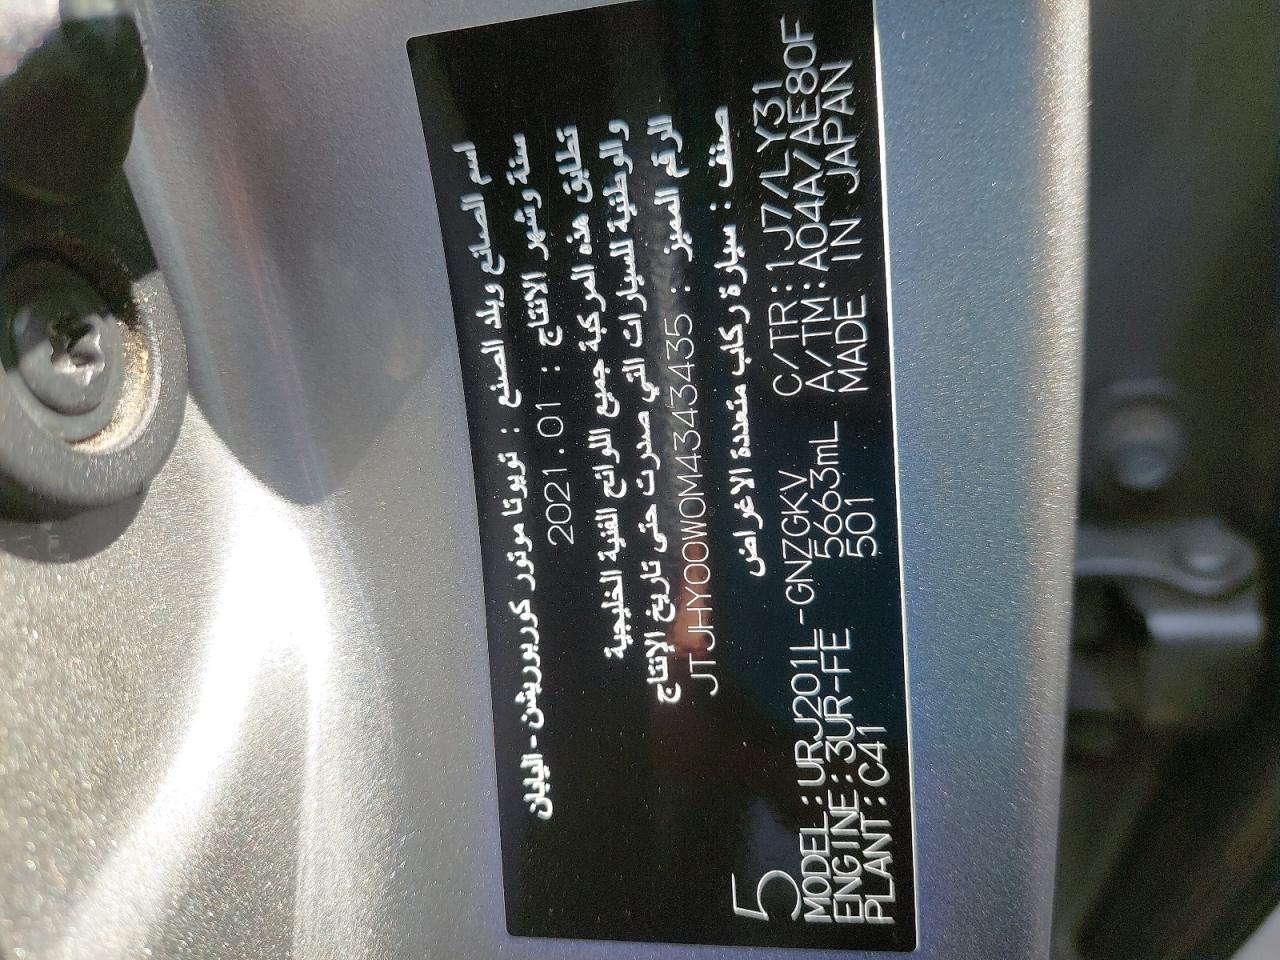 اسم الصانع وبلد الصنع : تويوتا موتور كوربوريشن - اليابان
سنة وشهر الانتاج : 2021.01
تطابق هذه المركبة جميع اللوائح الفنية الخليجية
والوطنية للسيارات التي صدرت حتى تاريخ الإنتاج
الرقم المميز : JTJHY00W0M4343435
صنف : سيارة ركاب متعددة الاغراض
5
MODEL:URJ201L-GNZGKV C/TR:1J7/LY31
ENGINE:3UR-FE 5663mL A/TM:A04A/AE80F
PLANT:C41 501 MADE IN JAPAN